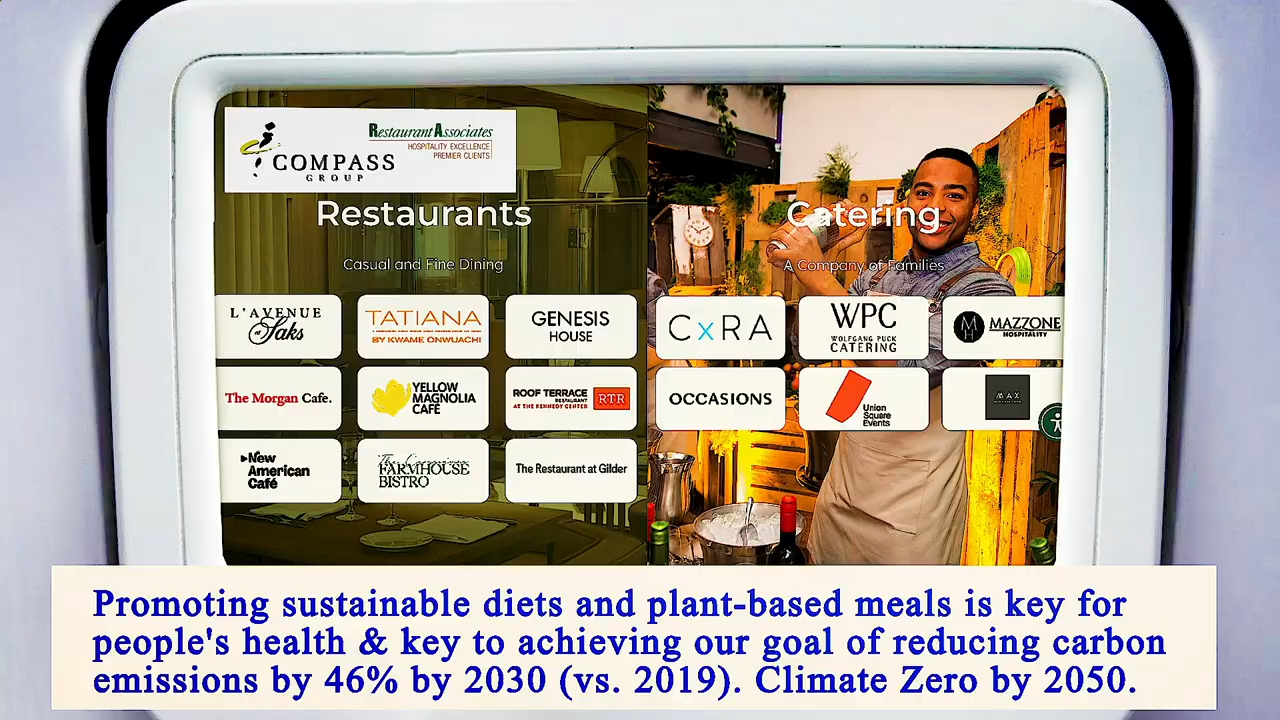 COMPASS
GROUP
Restaurant Associates
HOSPITALITY EXCELLENCE
PREMIER CLIENTS
Restaurants
Casual and Fine Dining
L'AVENUE
Saks
TATIANA
BY KWAME ONWUACHI
GENESIS
HOUSE
The Morgan Cafe.
YELLOW
MAGNOLIA
CAFÉ
ROOF TERRACE
RESTAURANT
AT THE KENNEDY CENTER
RTR
New
American
Café
FARMHOUSE
BISTRO
The Restaurant at Gilder
Catering
A Company of Families
CxRA
WPC
WOLFGANG PUCK
CATERING
MH
MAZZONE
HOSPITALITY
OCCASIONS
Union
Square
Events
MAX
Promoting sustainable diets and plant-based meals is key for
people's health & key to achieving our goal of reducing carbon
emissions by 46% by 2030 (vs. 2019). Climate Zero by 2050.